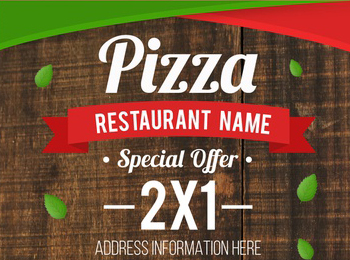 Pizza
RESTAURANT NAME
• Special Offer •
— 2X1 —
ADDRESS INFORMATION HERE